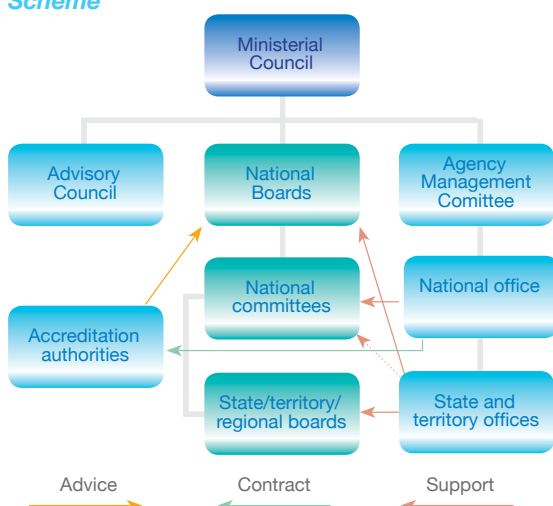 Scheme
Ministerial
Council
Advisory
Council
National
Boards
Agency
Management
Comittee
National
committees
National office
Accreditation
authorities
State/territory/
regional boards
State and
territory offices
Advice
Contract
Support